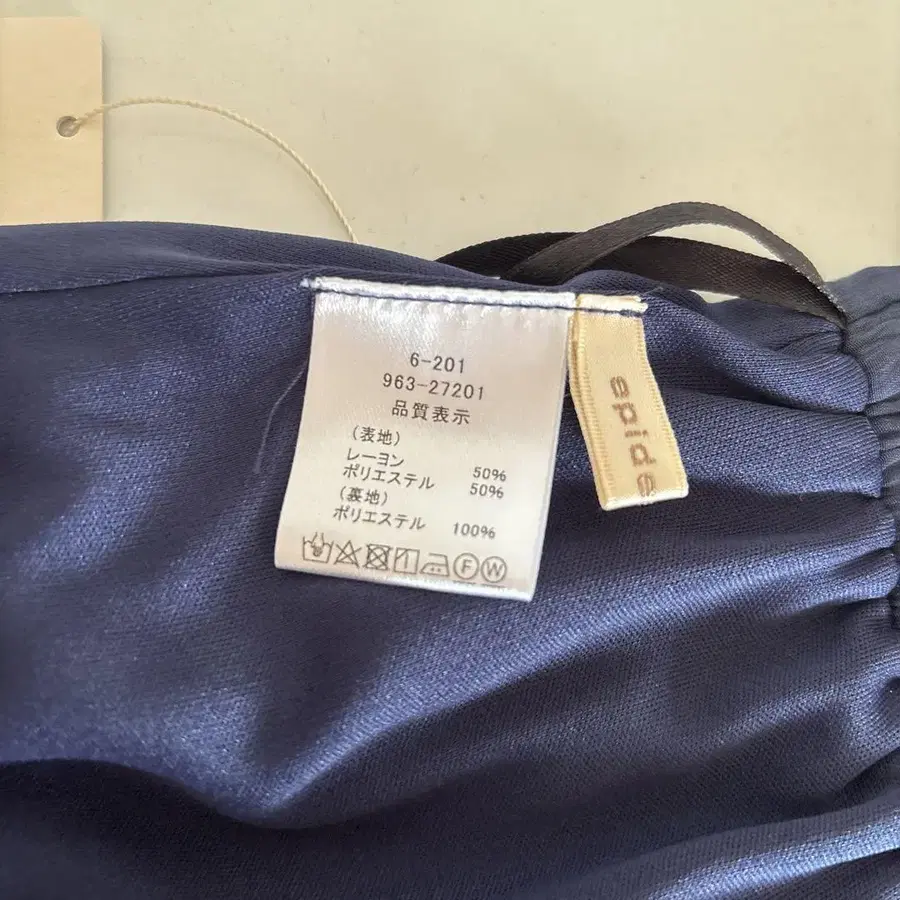 6-201
963-27201
品質表示
(表地)
レーヨン 50%
ポリエステル 50%
(裏地)
ポリエステル 100%
F W
epide